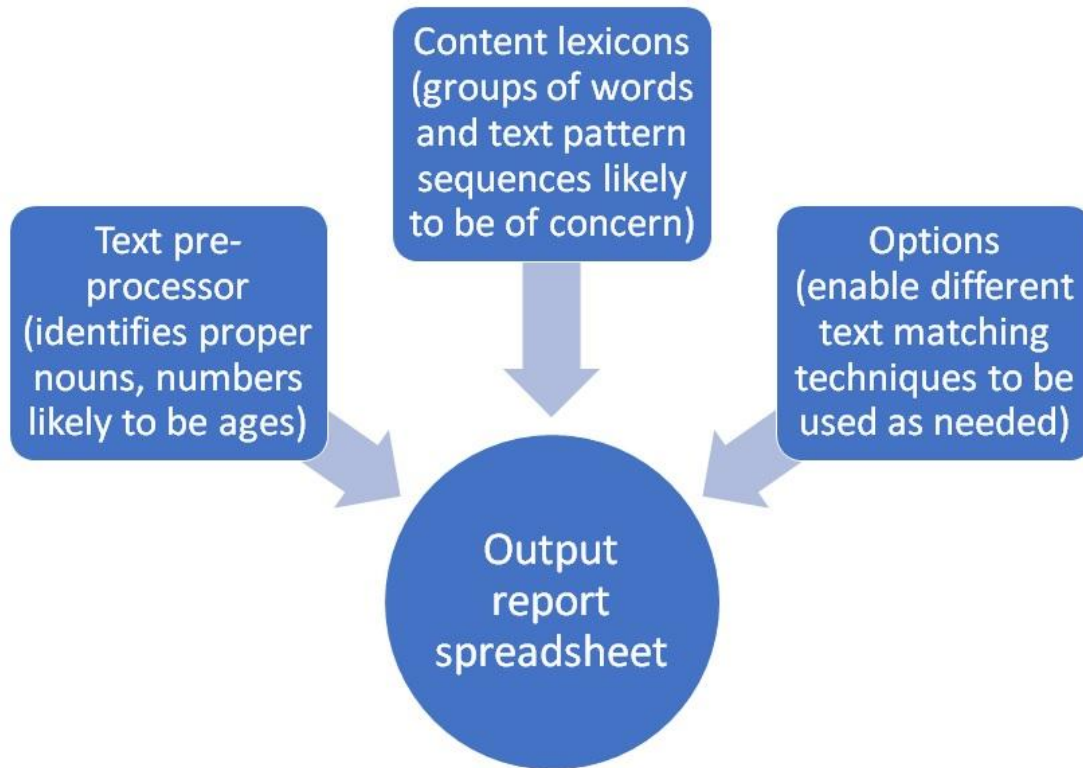 Content lexicons
(groups of words
and text pattern
sequences likely
to be of concern)
Text pre-
processor
(identifies proper
nouns, numbers
likely to be ages)
Options
(enable different
text matching
techniques to be
used as needed)
Output
report
spreadsheet